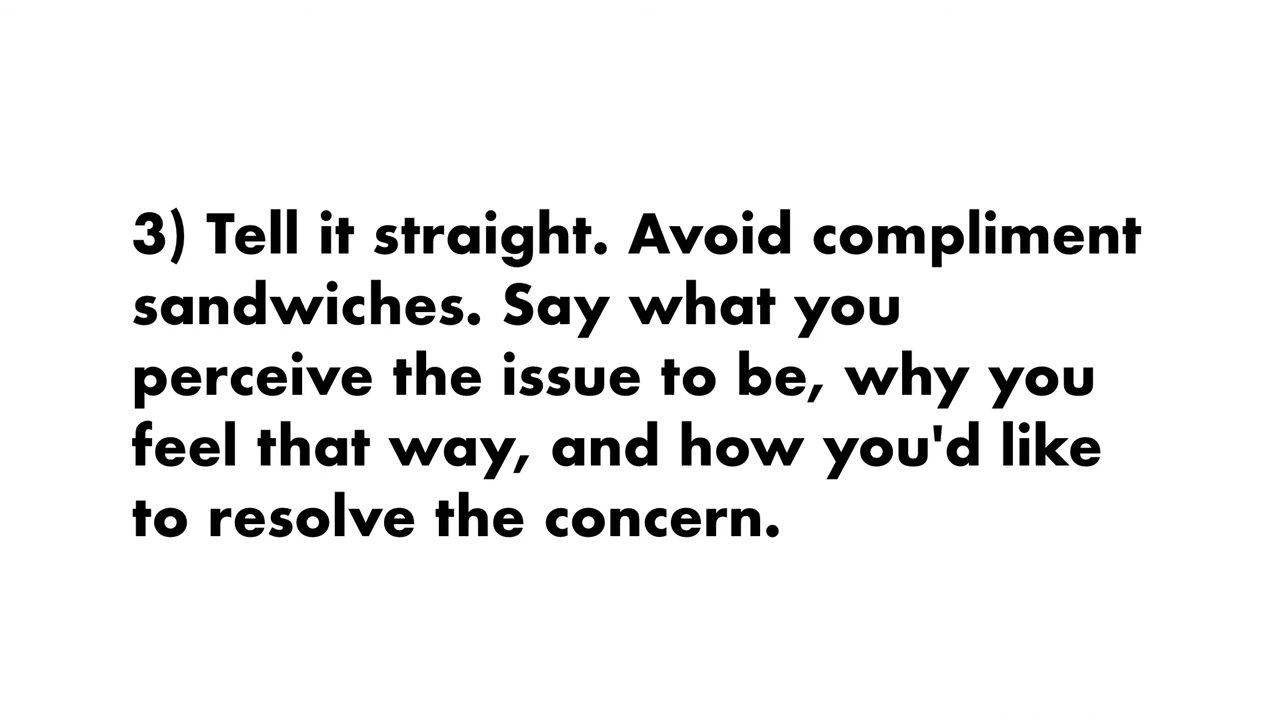 3) Tell it straight. Avoid compliment
sandwiches. Say what you
perceive the issue to be, why you
feel that way, and how you'd like
to resolve the concern.